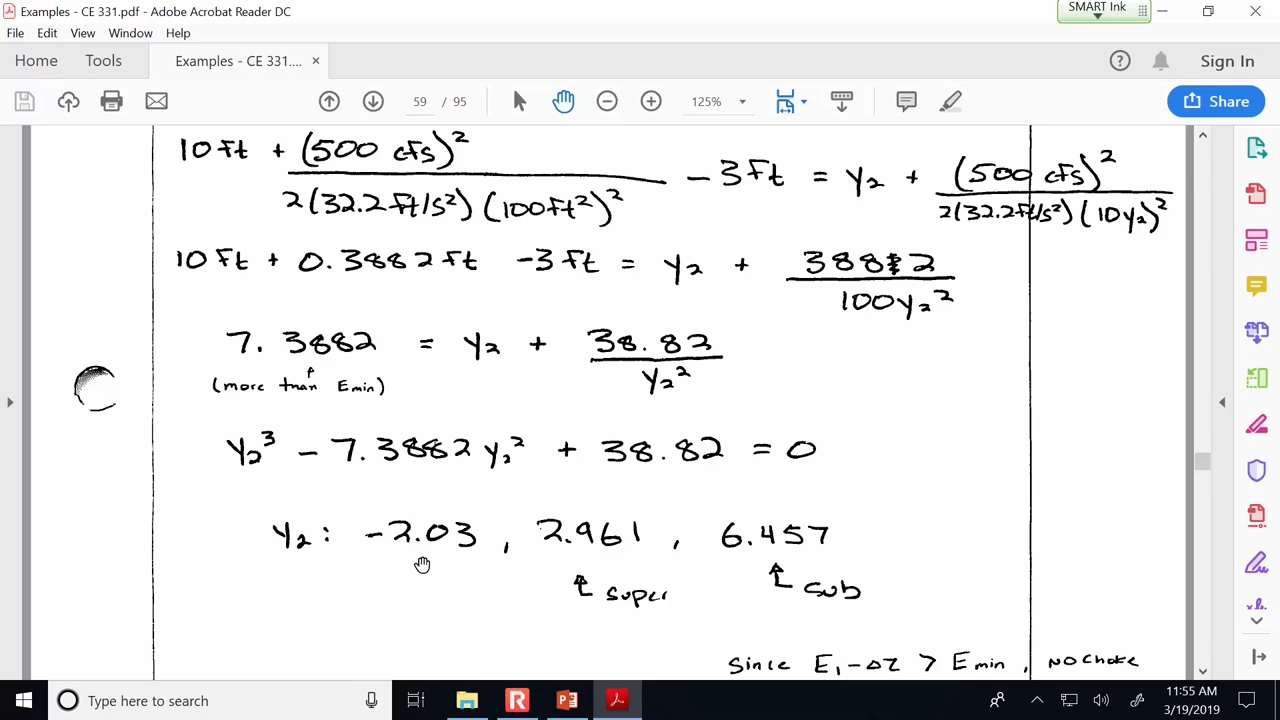 Examples - CE 331.pdf - Adobe Acrobat Reader DC
SMART Ink
File Edit View Window Help
Home Tools Examples - CE 331.... × Sign In
59 / 95 125% Share
10 ft + (500 cfs)² / 2(32.2 ft/s²)(100ft²)² - 3ft = y₂ + (500 cfs)² / 2(32.2ft/s²)(10y₂)²
10 ft + 0.3882 ft - 3 ft = y₂ + 3882 / 100y₂²
7.3882 = y₂ + 38.82 / y₂²
(more than Emin)
y₂³ - 7.3882 y₂² + 38.82 = 0
y₂: -2.03, 2.961, 6.457
super sub
Since E₁-ΔZ > Emin, NO Choke
Type here to search
11:55 AM
3/19/2019